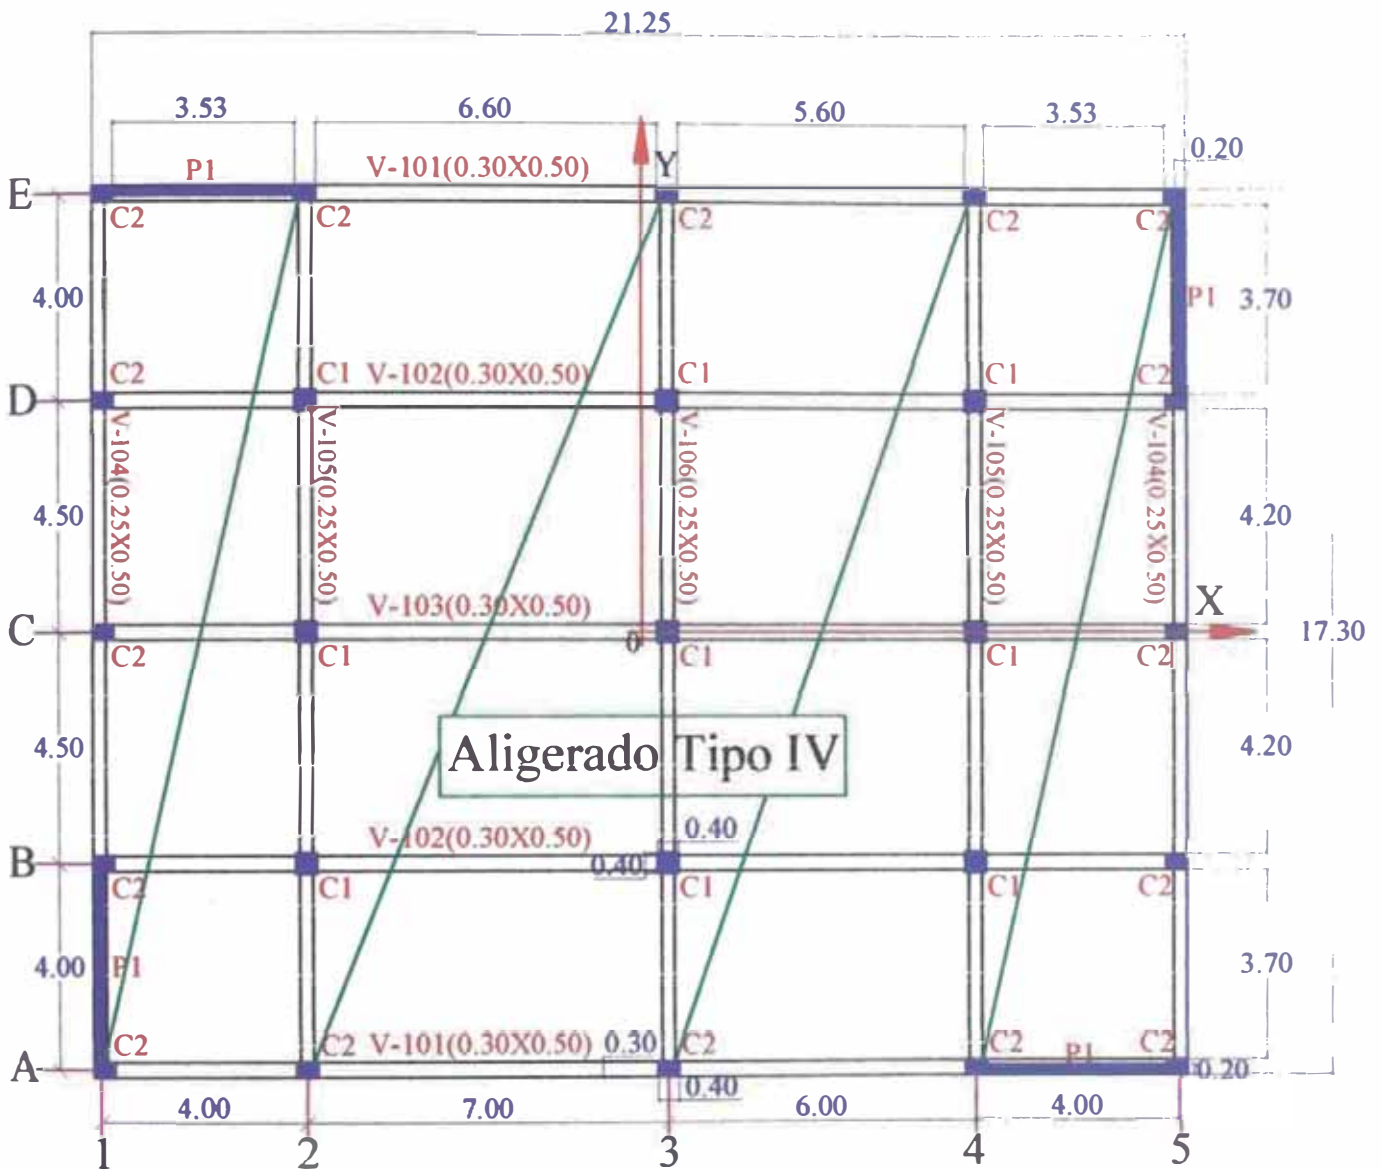 21.25
3.53 6.60 5.60 3.53
0.20
E P1 V-101(0.30X0.50) Y
C2 C2 C2 C2 C2
4.00 P1 3.70
C2 C1 V-102(0.30X0.50) C1 C1 C2
D
V-104(0.25X0.50) V-105(0.25X0.50) V-106(0.25X0.50) V-105(0.25X0.50) V-104(0.25X0.50)
4.50 4.20
V-103(0.30X0.50) X
C 0 17.30
C2 C1 C1 C1 C2
4.50 Aligerado Tipo IV 4.20
V-102(0.30X0.50) 0.40
B 0.40
C2 C1 C1 C1 C2
4.00 P1 3.70
C2 C2 V-101(0.30X0.50) 0.30 C2 C2 P1 C2
A 0.20
0.40
4.00 7.00 6.00 4.00
1 2 3 4 5